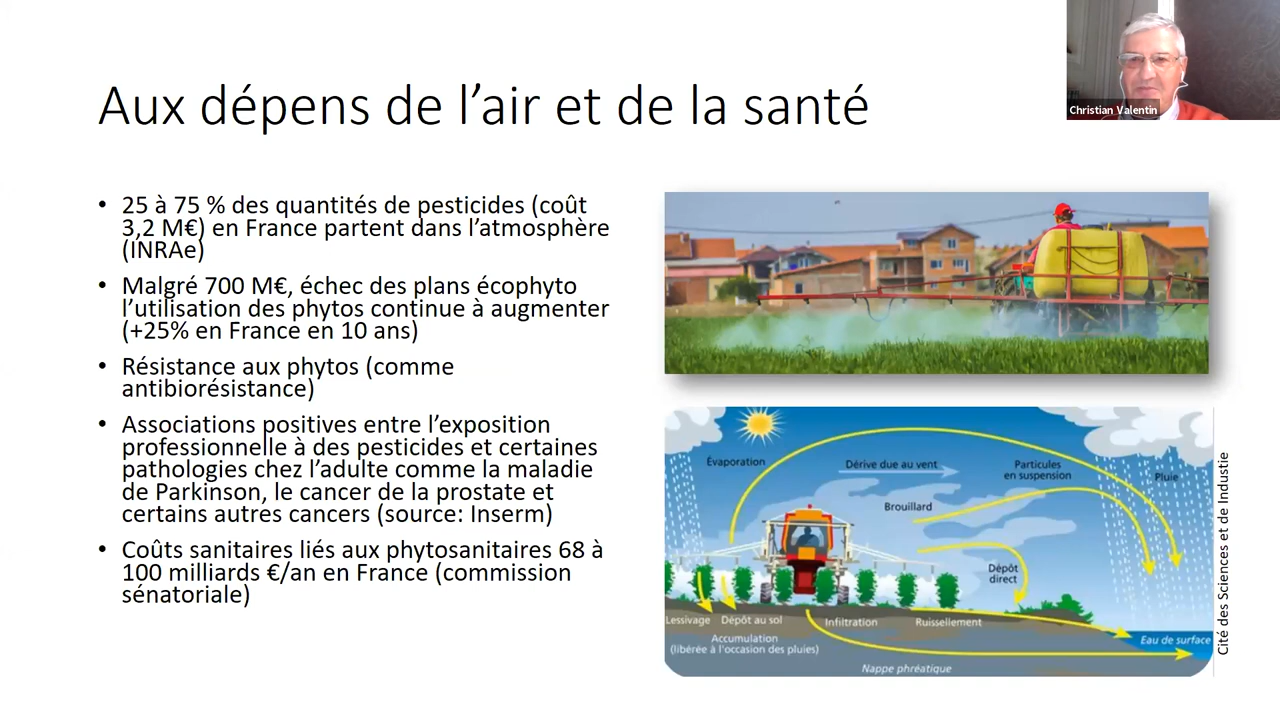 Christian Valentin
Aux dépens de l’air et de la santé
• 25 à 75 % des quantités de pesticides (coût
3,2 M€) en France partent dans l’atmosphère
(INRAe)
• Malgré 700 M€, échec des plans écophyto
l’utilisation des phytos continue à augmenter
(+25% en France en 10 ans)
• Résistance aux phytos (comme
antibiorésistance)
• Associations positives entre l’exposition
professionnelle à des pesticides et certaines
pathologies chez l’adulte comme la maladie
de Parkinson, le cancer de la prostate et
certains autres cancers (source: Inserm)
• Coûts sanitaires liés aux phytosanitaires 68 à
100 milliards €/an en France (commission
sénatoriale)
Évaporation
Dérive due au vent
Particules
en suspension
Pluie
Brouillard
Dépôt
direct
Lessivage
Dépôt au sol
Infiltration
Ruissellement
Accumulation
(libérée à l'occasion des pluies)
Eau de surface
Nappe phréatique
Cité des Sciences et de Industie